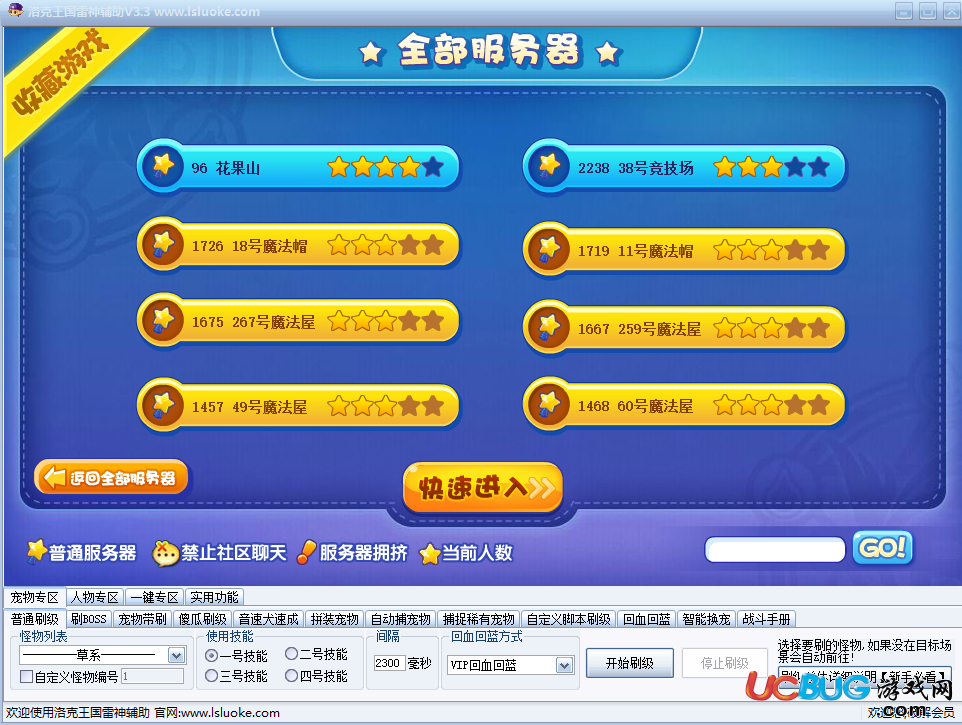 洛克王国雷神辅助V3.3 www.lsluoke.com
收藏游戏
全部服务器
96 花果山
2238 38号竞技场
1726 18号魔法帽
1719 11号魔法帽
1675 267号魔法屋
1667 259号魔法屋
1457 49号魔法屋
1468 60号魔法屋
返回全部服务器
快速进入
普通服务器 禁止社区聊天 服务器拥挤 当前人数
GO!
宠物专区 人物专区 一键专区 实用功能
普通刷级 刷BOSS 宠物带刷 傻瓜刷级 音速犬速成 拼装宠物 自动捕宠物 捕捉稀有宠物 自定义脚本刷级 回血回蓝 智能换宠 战斗手册
怪物列表
————草系————
自定义怪物编号 1
使用技能
一号技能 二号技能
三号技能 四号技能
间隔
2300 毫秒
回血回蓝方式
VIP回血回蓝
开始刷级
停止刷级
选择要刷的怪物,如果没在目标场
景会自动前往!
详细说明【新手必看】
UCBUG游戏网
.com
欢迎使用洛克王国雷神辅助 官网:www.lsluoke.com